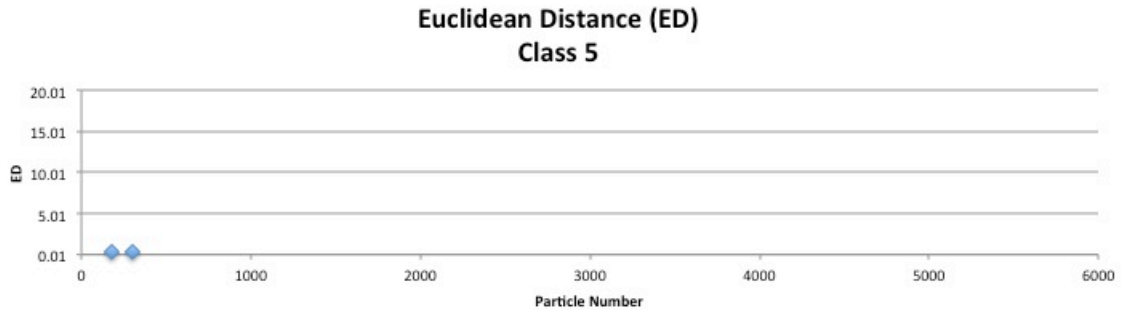 Euclidean Distance (ED)
Class 5
20.01
15.01
10.01
5.01
0.01
ED
0 1000 2000 3000 4000 5000 6000
Particle Number